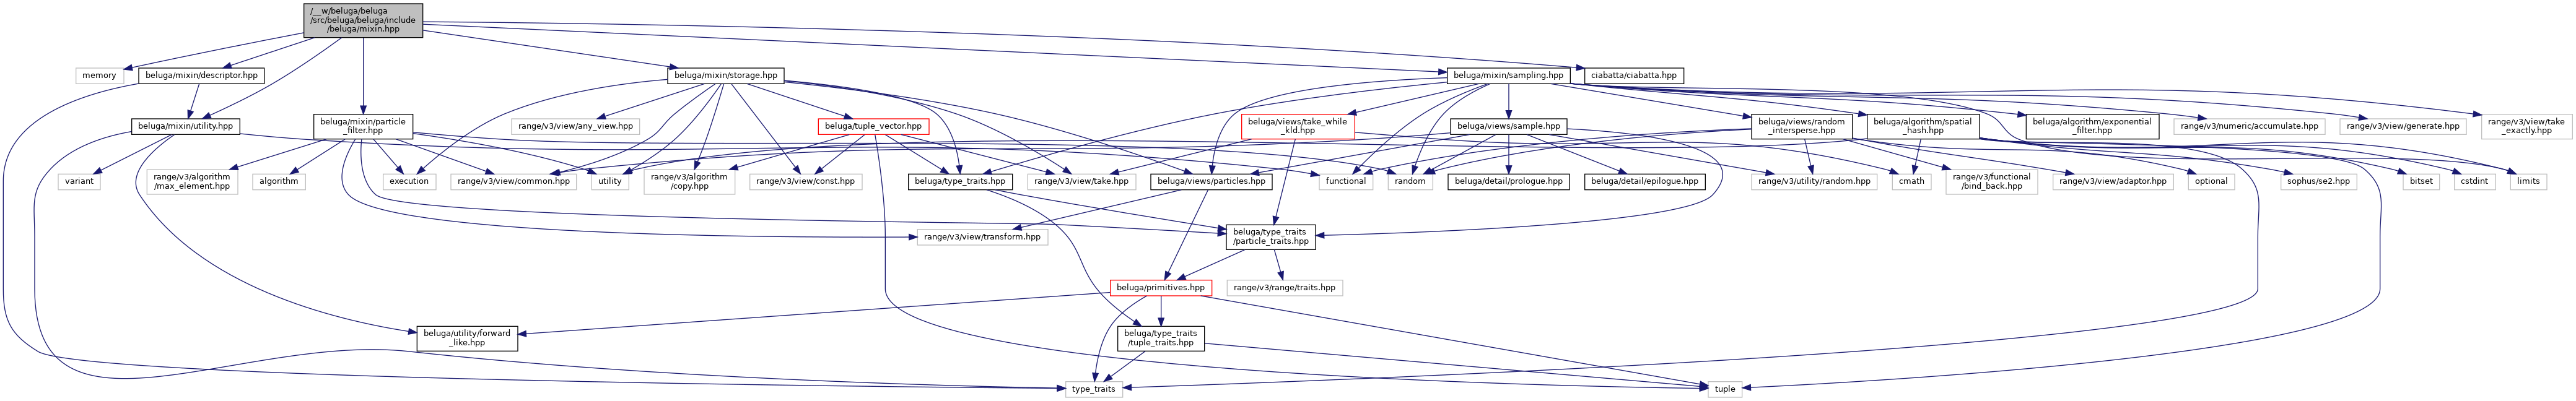 /__w/beluga/beluga
/src/beluga/beluga/include
/beluga/mixin.hpp
memory
beluga/mixin/descriptor.hpp
beluga/mixin/storage.hpp
beluga/mixin/sampling.hpp
ciabatta/ciabatta.hpp
beluga/mixin/utility.hpp
beluga/mixin/particle
_filter.hpp
range/v3/view/any_view.hpp
beluga/tuple_vector.hpp
beluga/views/take_while
_kld.hpp
beluga/views/sample.hpp
beluga/views/random
_intersperse.hpp
beluga/algorithm/spatial
_hash.hpp
beluga/algorithm/exponential
_filter.hpp
range/v3/numeric/accumulate.hpp
range/v3/view/generate.hpp
range/v3/view/take
_exactly.hpp
variant
range/v3/algorithm
/max_element.hpp
algorithm
execution
range/v3/view/common.hpp
utility
range/v3/algorithm
/copy.hpp
range/v3/view/const.hpp
beluga/type_traits.hpp
range/v3/view/take.hpp
beluga/views/particles.hpp
functional
random
beluga/detail/prologue.hpp
beluga/detail/epilogue.hpp
range/v3/utility/random.hpp
cmath
range/v3/functional
/bind_back.hpp
range/v3/view/adaptor.hpp
optional
sophus/se2.hpp
bitset
cstdint
limits
range/v3/view/transform.hpp
beluga/type_traits
/particle_traits.hpp
beluga/primitives.hpp
range/v3/range/traits.hpp
beluga/utility/forward
_like.hpp
beluga/type_traits
/tuple_traits.hpp
type_traits
tuple